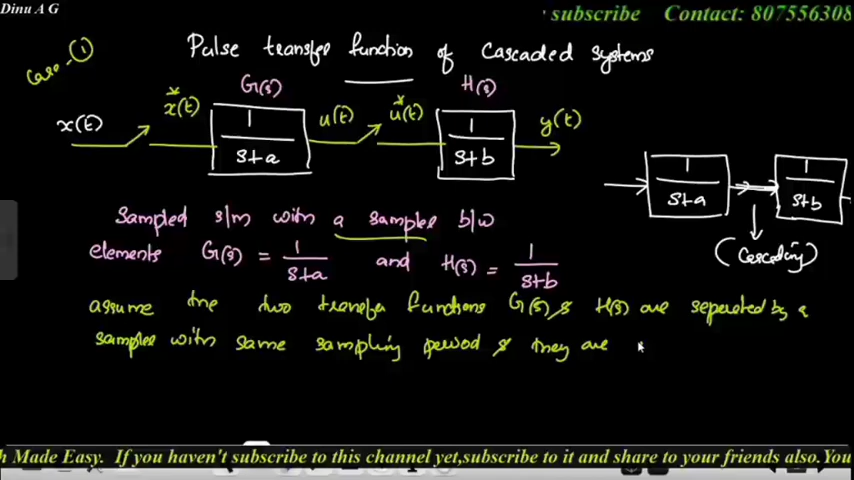 Dinu A G
subscribe Contact: 807556308
Case-①
Pulse transfer function of Cascaded systems
G(s) H(s)
x(t) x*(t) 1/s+a u(t) u*(t) 1/s+b y(t)
1/s+a 1/s+b
(Cascading)
Sampled s/m with a sampler b/w
elements G(s) = 1/s+a and H(s) = 1/s+b
assume the two transfer functions G(s) & H(s) are seperated by a
sampler with same sampling period & they are
h Made Easy. If you haven't subscribe to this channel yet,subscribe to it and share to your friends also.You